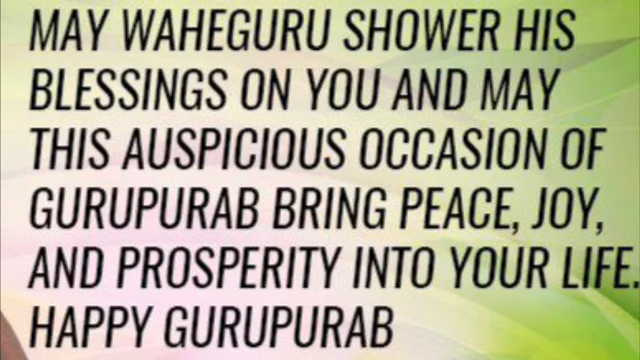 MAY WAHEGURU SHOWER HIS
BLESSINGS ON YOU AND MAY
THIS AUSPICIOUS OCCASION OF
GURUPURAB BRING PEACE, JOY,
AND PROSPERITY INTO YOUR LIFE.
HAPPY GURUPURAB